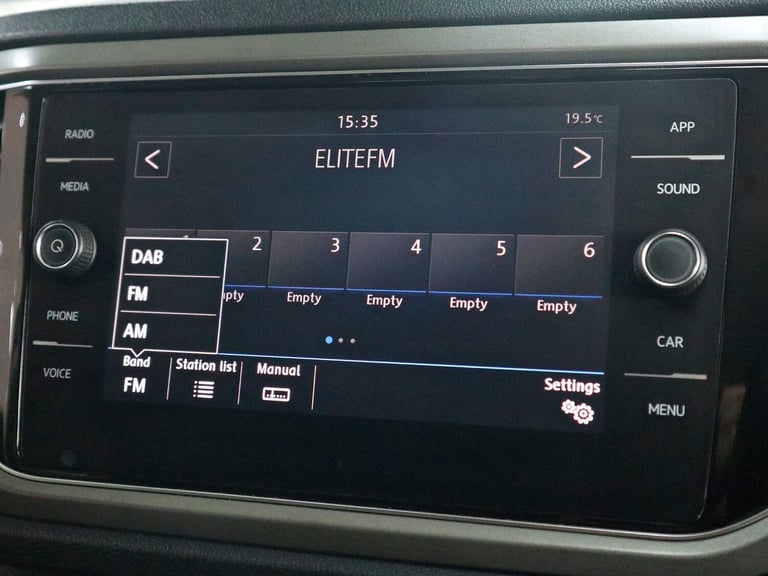 15:35
19.5°C
RADIO
APP
<
ELITEFM
>
MEDIA
SOUND
2
3
4
5
6
DAB
Empty
Empty
Empty
Empty
FM
PHONE
AM
CAR
Band
Station list
Manual
VOICE
FM
Settings
MENU